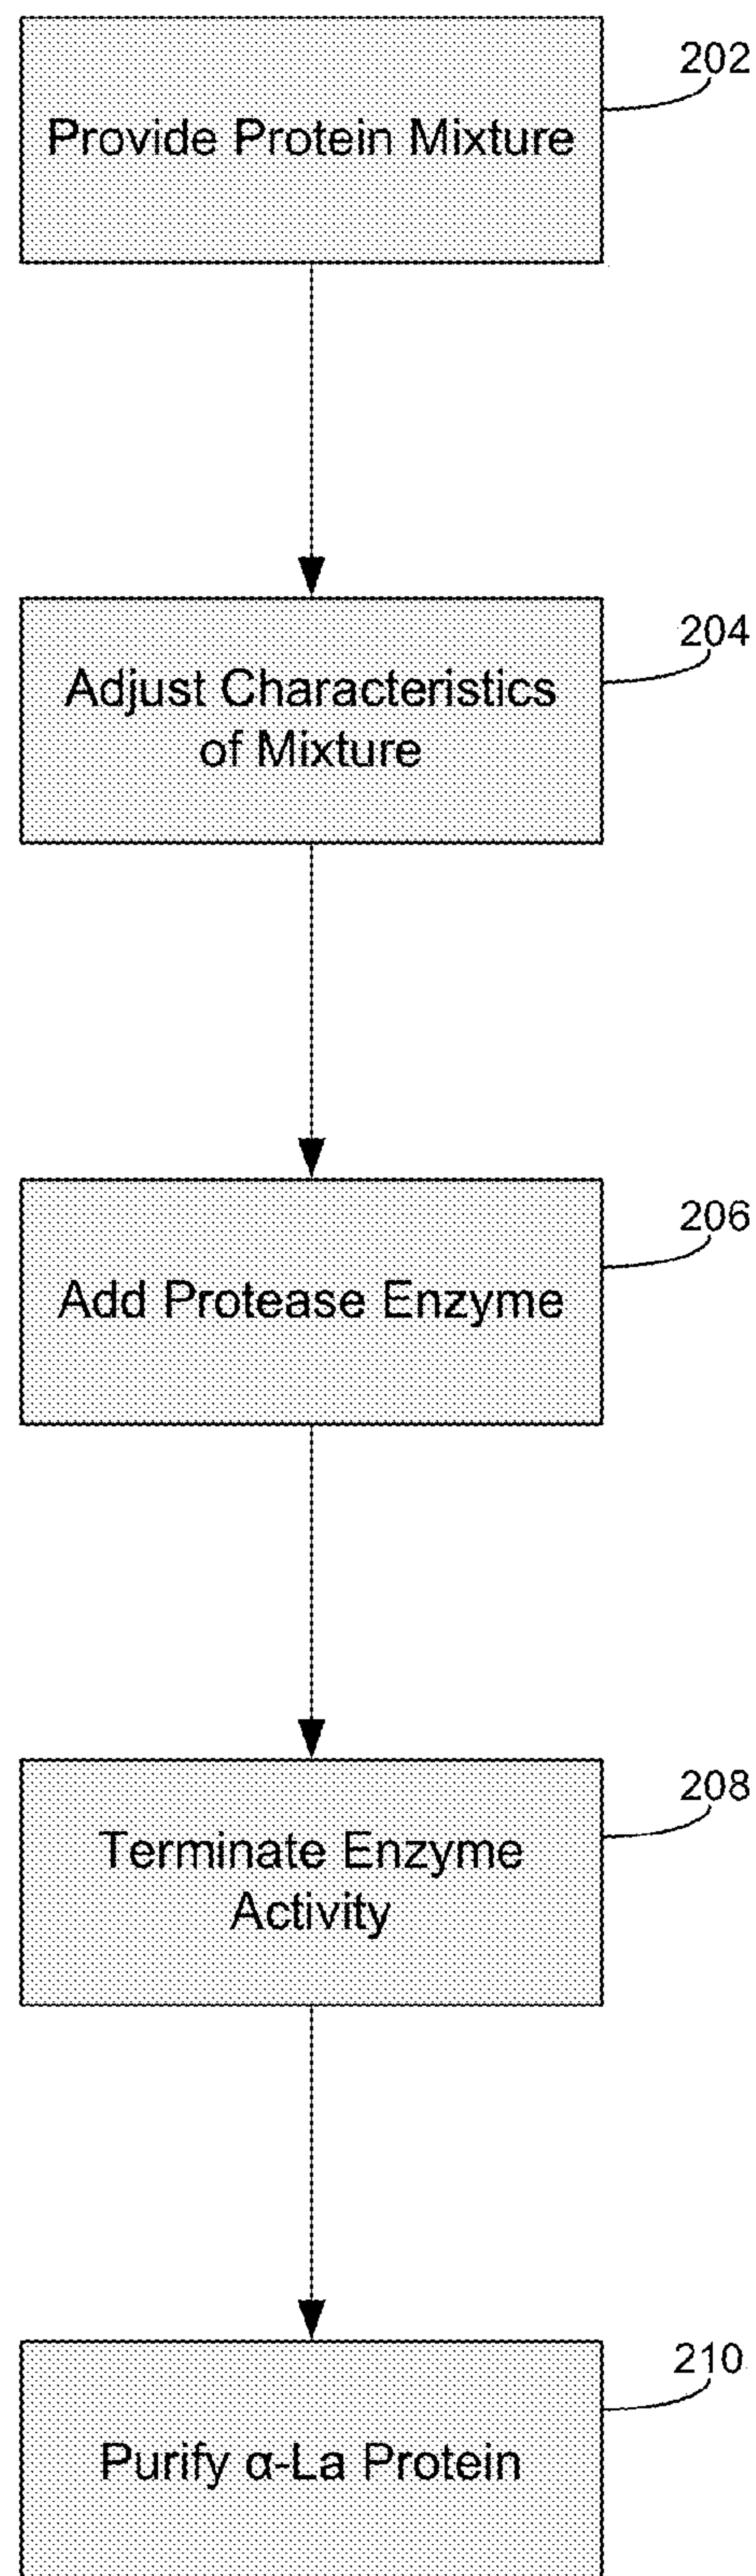 202
Provide Protein Mixture
204
Adjust Characteristics
of Mixture
206
Add Protease Enzyme
208
Terminate Enzyme
Activity
210
Purify α-La Protein